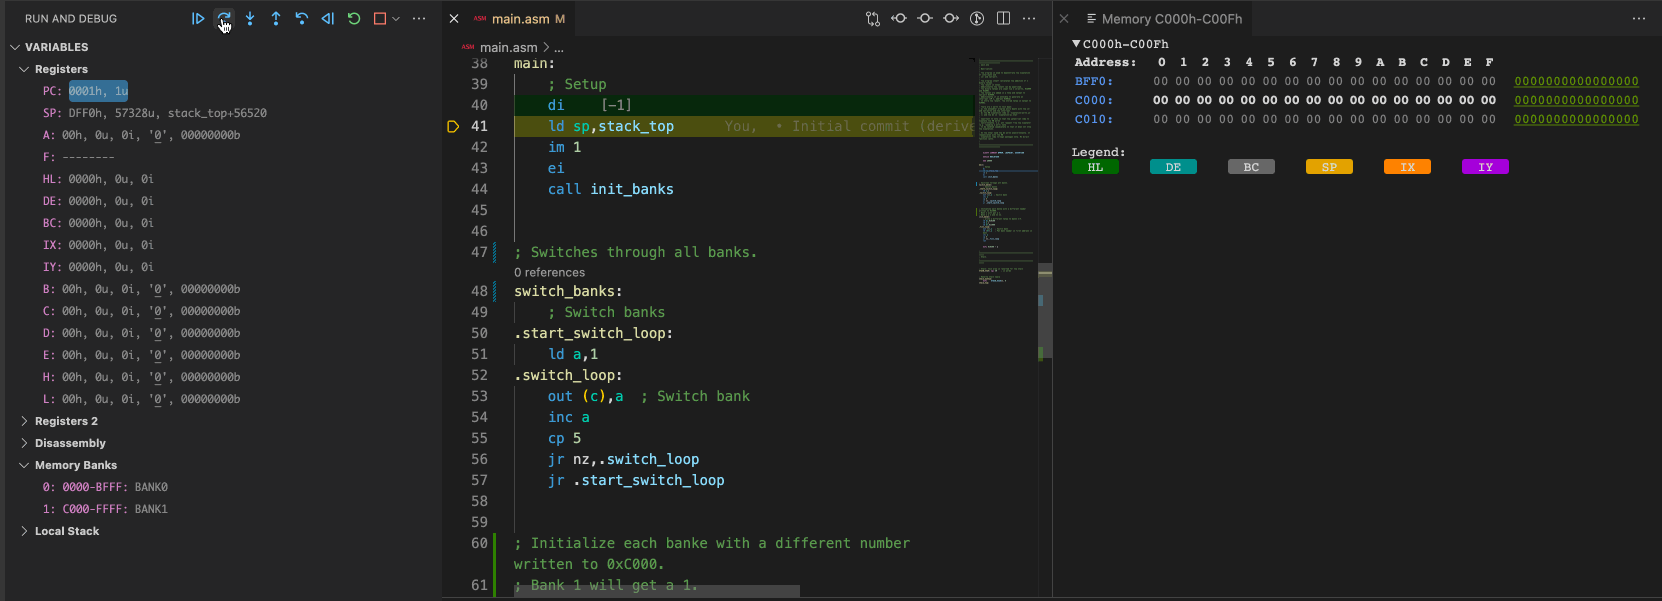 RUN AND DEBUG
VARIABLES
Registers
PC: 0001h, 1u
SP: DFF0h, 57328u, stack_top+56520
A: 00h, 0u, 0i, '0', 00000000b
F: --------
HL: 0000h, 0u, 0i
DE: 0000h, 0u, 0i
BC: 0000h, 0u, 0i
IX: 0000h, 0u, 0i
IY: 0000h, 0u, 0i
B: 00h, 0u, 0i, '0', 00000000b
C: 00h, 0u, 0i, '0', 00000000b
D: 00h, 0u, 0i, '0', 00000000b
E: 00h, 0u, 0i, '0', 00000000b
H: 00h, 0u, 0i, '0', 00000000b
L: 00h, 0u, 0i, '0', 00000000b
Registers 2
Disassembly
Memory Banks
0: 0000-BFFF: BANK0
1: C000-FFFF: BANK1
Local Stack
ASM main.asm M
ASM main.asm > ...
38 main:
39 ; Setup
40 di [-1]
41 ld sp,stack_top You, • Initial commit (derive
42 im 1
43 ei
44 call init_banks
45
46
47 ; Switches through all banks.
0 references
48 switch_banks:
49 ; Switch banks
50 .start_switch_loop:
51 ld a,1
52 .switch_loop:
53 out (c),a ; Switch bank
54 inc a
55 cp 5
56 jr nz,.switch_loop
57 jr .start_switch_loop
58
59
60 ; Initialize each banke with a different number
written to 0xC000.
61 ; Bank 1 will get a 1.
Memory C000h-C00Fh
▼C000h-C00Fh
Address: 0 1 2 3 4 5 6 7 8 9 A B C D E F
BFF0: 00 00 00 00 00 00 00 00 00 00 00 00 00 00 00 00 0000000000000000
C000: 00 00 00 00 00 00 00 00 00 00 00 00 00 00 00 00 0000000000000000
C010: 00 00 00 00 00 00 00 00 00 00 00 00 00 00 00 00 0000000000000000
Legend:
HL DE BC SP IX IY